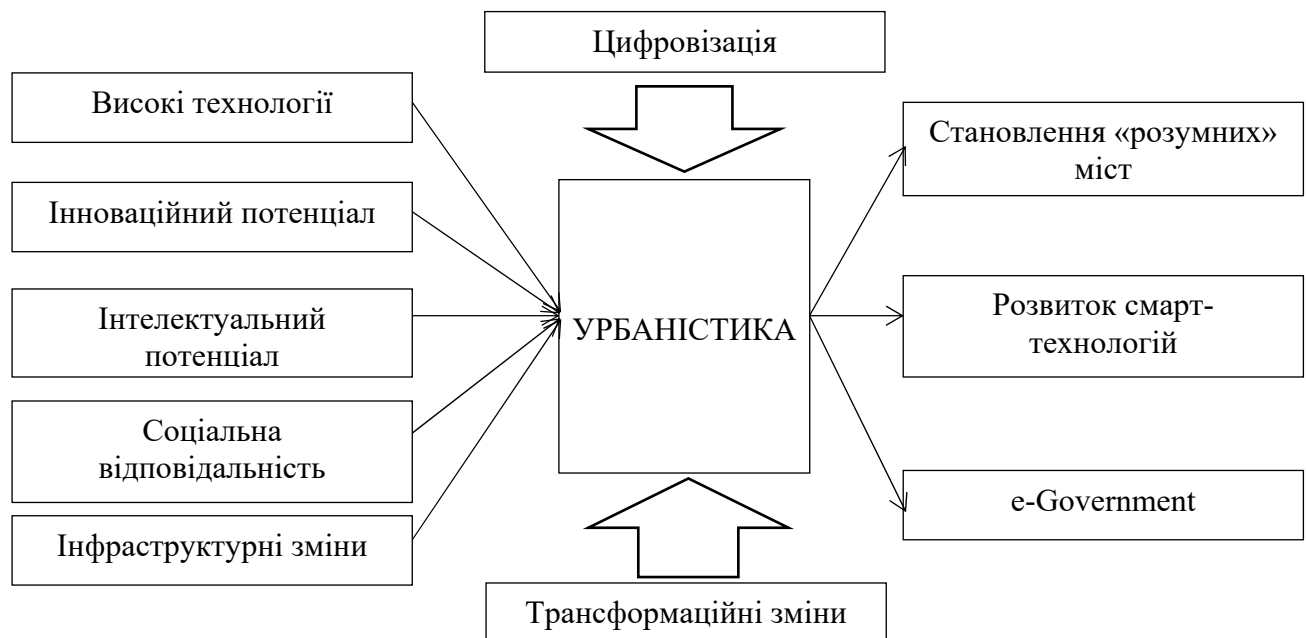 Цифровізація
Високі технології
Інноваційний потенціал
Інтелектуальний
потенціал
Соціальна
відповідальність
Інфраструктурні зміни
УРБАНІСТИКА
Становлення «розумних»
міст
Розвиток смарт-
технологій
e-Government
Трансформаційні зміни